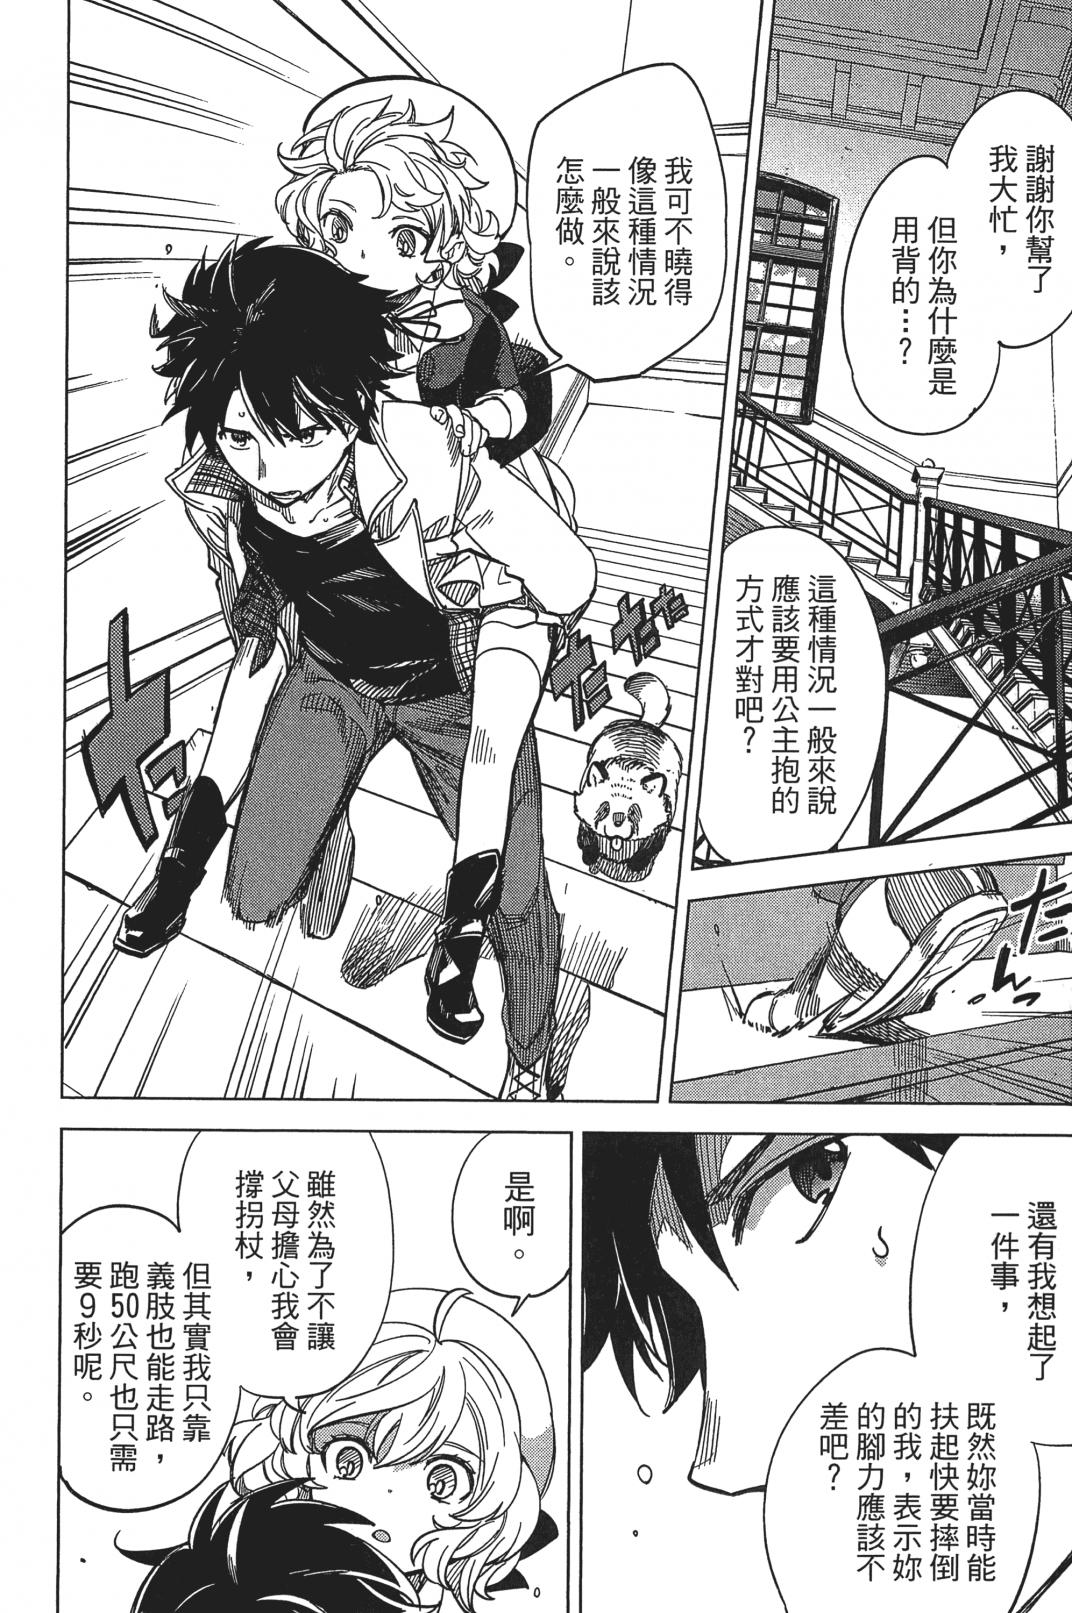 謝謝你幫了
我大忙，
但你為什麼是
用背的…？
這種情況一般來說
應該要用公主抱的
方式才對吧？
我可不曉得
像這種情況
一般來說該
怎麼做。
たん
還有我想起了
一件事，
既然妳當時能
扶起快要摔倒
的我，表示妳
的腳力應該不
差吧？
是啊。
雖然為了不讓
父母擔心我會
撐拐杖，
但其實我只靠
義肢也能走路，
跑50公尺也只需
要9秒呢。